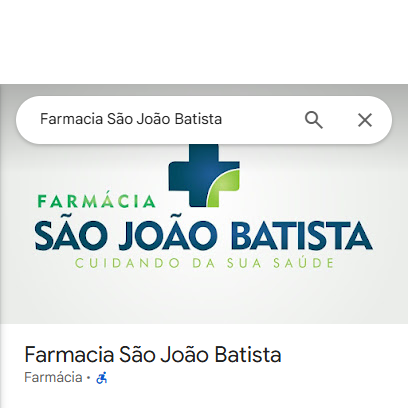 Farmacia São João Batista
FARMÁCIA
SÃO JOÃO BATISTA
CUIDANDO DA SUA SAÚDE
Farmacia São João Batista
Farmácia ·